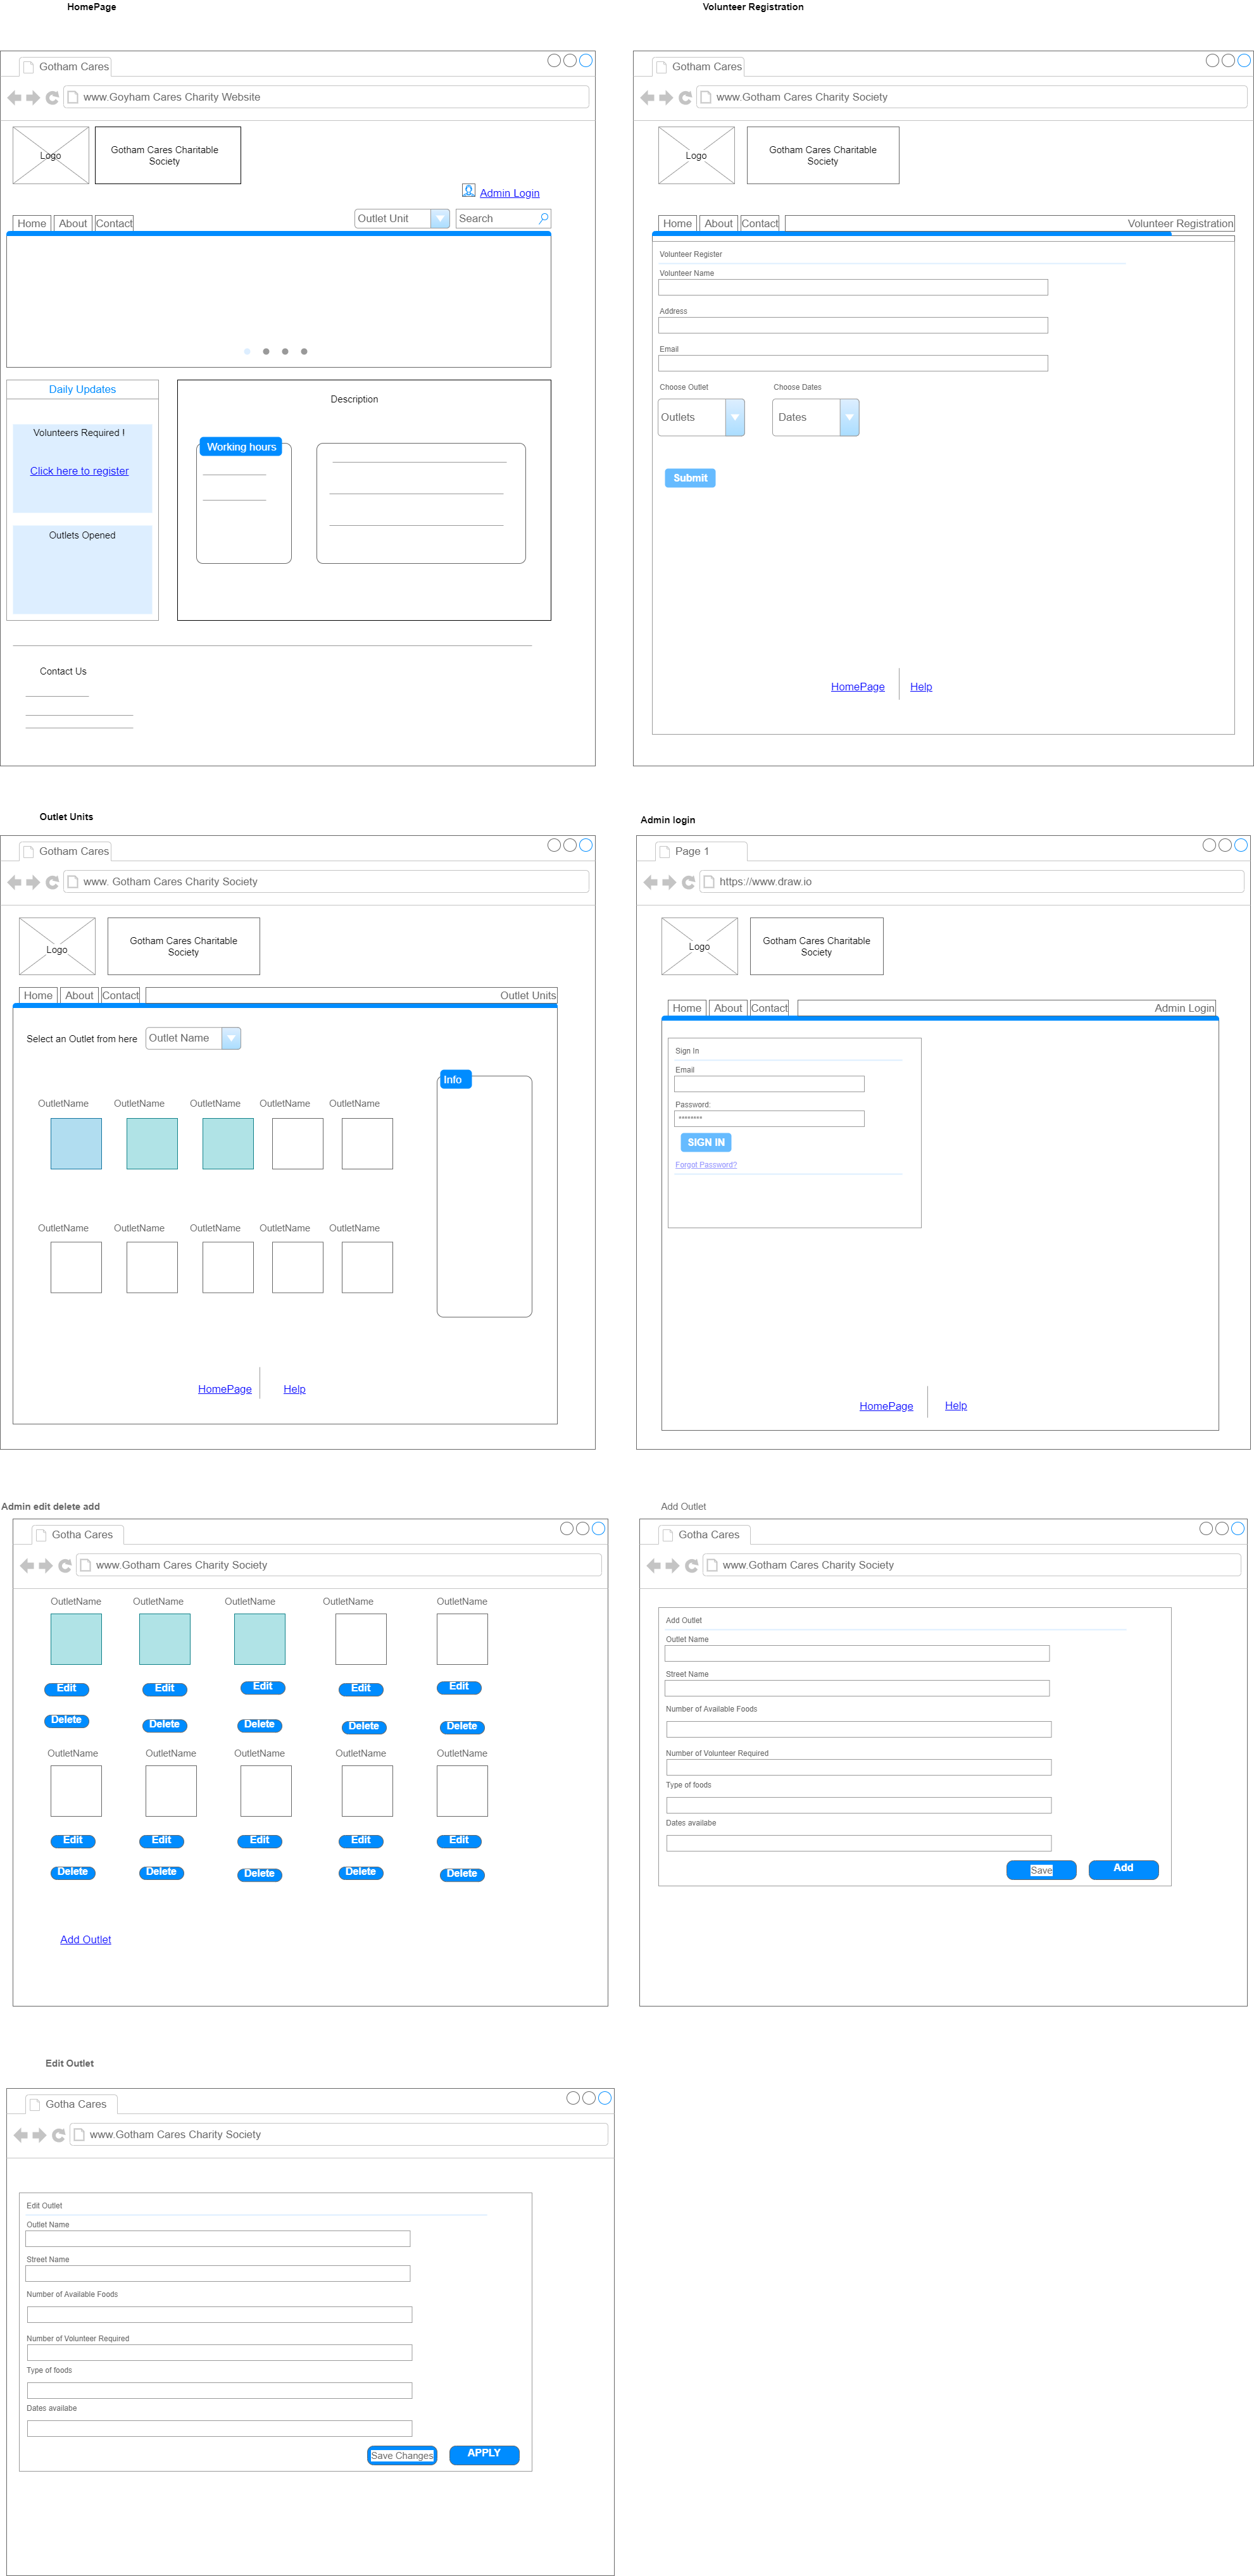 HomePage
Gotham Cares
www.Goyham Cares Charity Website
Logo
Gotham Cares Charitable
Society
Admin Login
Home
About
Contact
Outlet Unit
Search
Daily Updates
Volunteers Required !
Click here to register
Outlets Opened
Description
Working hours
Contact Us
Volunteer Registration
Gotham Cares
www.Gotham Cares Charity Society
Logo
Gotham Cares Charitable
Society
Home
About
Contact
Volunteer Registration
Volunteer Register
Volunteer Name
Address
Email
Choose Outlet
Choose Dates
Outlets
Dates
Submit
HomePage
Help
Outlet Units
Gotham Cares
www. Gotham Cares Charity Society
Logo
Gotham Cares Charitable
Society
Home
About
Contact
Outlet Units
Select an Outlet from here
Outlet Name
Info
OutletName
OutletName
OutletName
OutletName
OutletName
OutletName
OutletName
OutletName
OutletName
OutletName
HomePage
Help
Admin login
Page 1
https://www.draw.io
Logo
Gotham Cares Charitable
Society
Home
About
Contact
Admin Login
Sign In
Email
Password:
********
SIGN IN
Forgot Password?
HomePage
Help
Admin edit delete add
Gotha Cares
www.Gotham Cares Charity Society
OutletName
OutletName
OutletName
OutletName
OutletName
Edit
Edit
Edit
Edit
Edit
Delete
Delete
Delete
Delete
Delete
OutletName
OutletName
OutletName
OutletName
OutletName
Edit
Edit
Edit
Edit
Edit
Delete
Delete
Delete
Delete
Delete
Add Outlet
Add Outlet
Gotha Cares
www.Gotham Cares Charity Society
Add Outlet
Outlet Name
Street Name
Number of Available Foods
Number of Volunteer Required
Type of foods
Dates availabe
Save
Add
Edit Outlet
Gotha Cares
www.Gotham Cares Charity Society
Edit Outlet
Outlet Name
Street Name
Number of Available Foods
Number of Volunteer Required
Type of foods
Dates availabe
Save Changes
APPLY